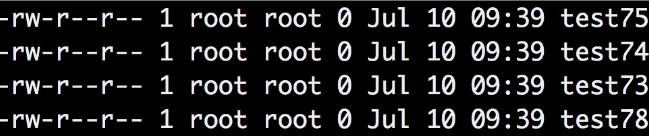 -rw-r--r-- 1 root root 0 Jul 10 09:39 test75
-rw-r--r-- 1 root root 0 Jul 10 09:39 test74
-rw-r--r-- 1 root root 0 Jul 10 09:39 test73
-rw-r--r-- 1 root root 0 Jul 10 09:39 test78